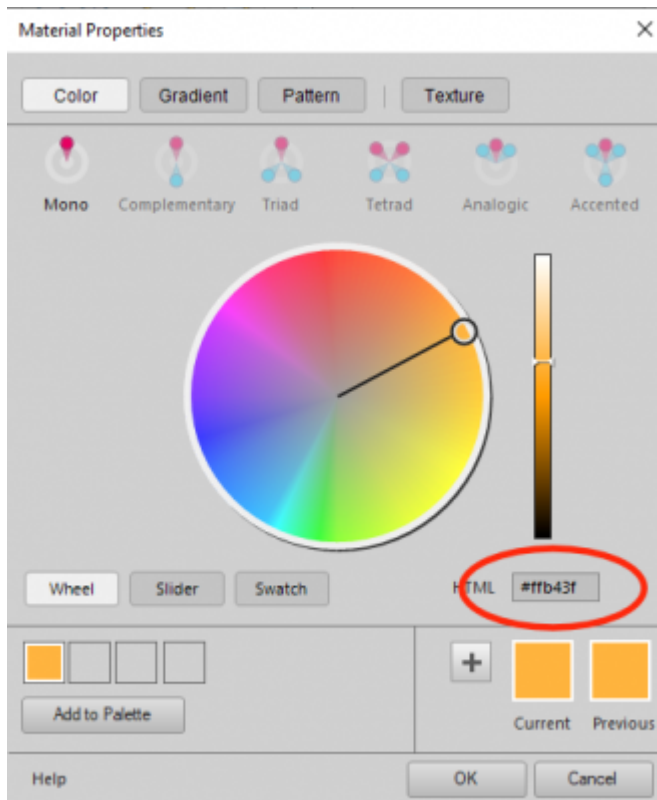 Material Properties
Color Gradient Pattern Texture
Mono Complementary Triad Tetrad Analogic Accented
Wheel Slider Swatch HTML #ffb43f
Add to Palette
Current Previous
Help OK Cancel